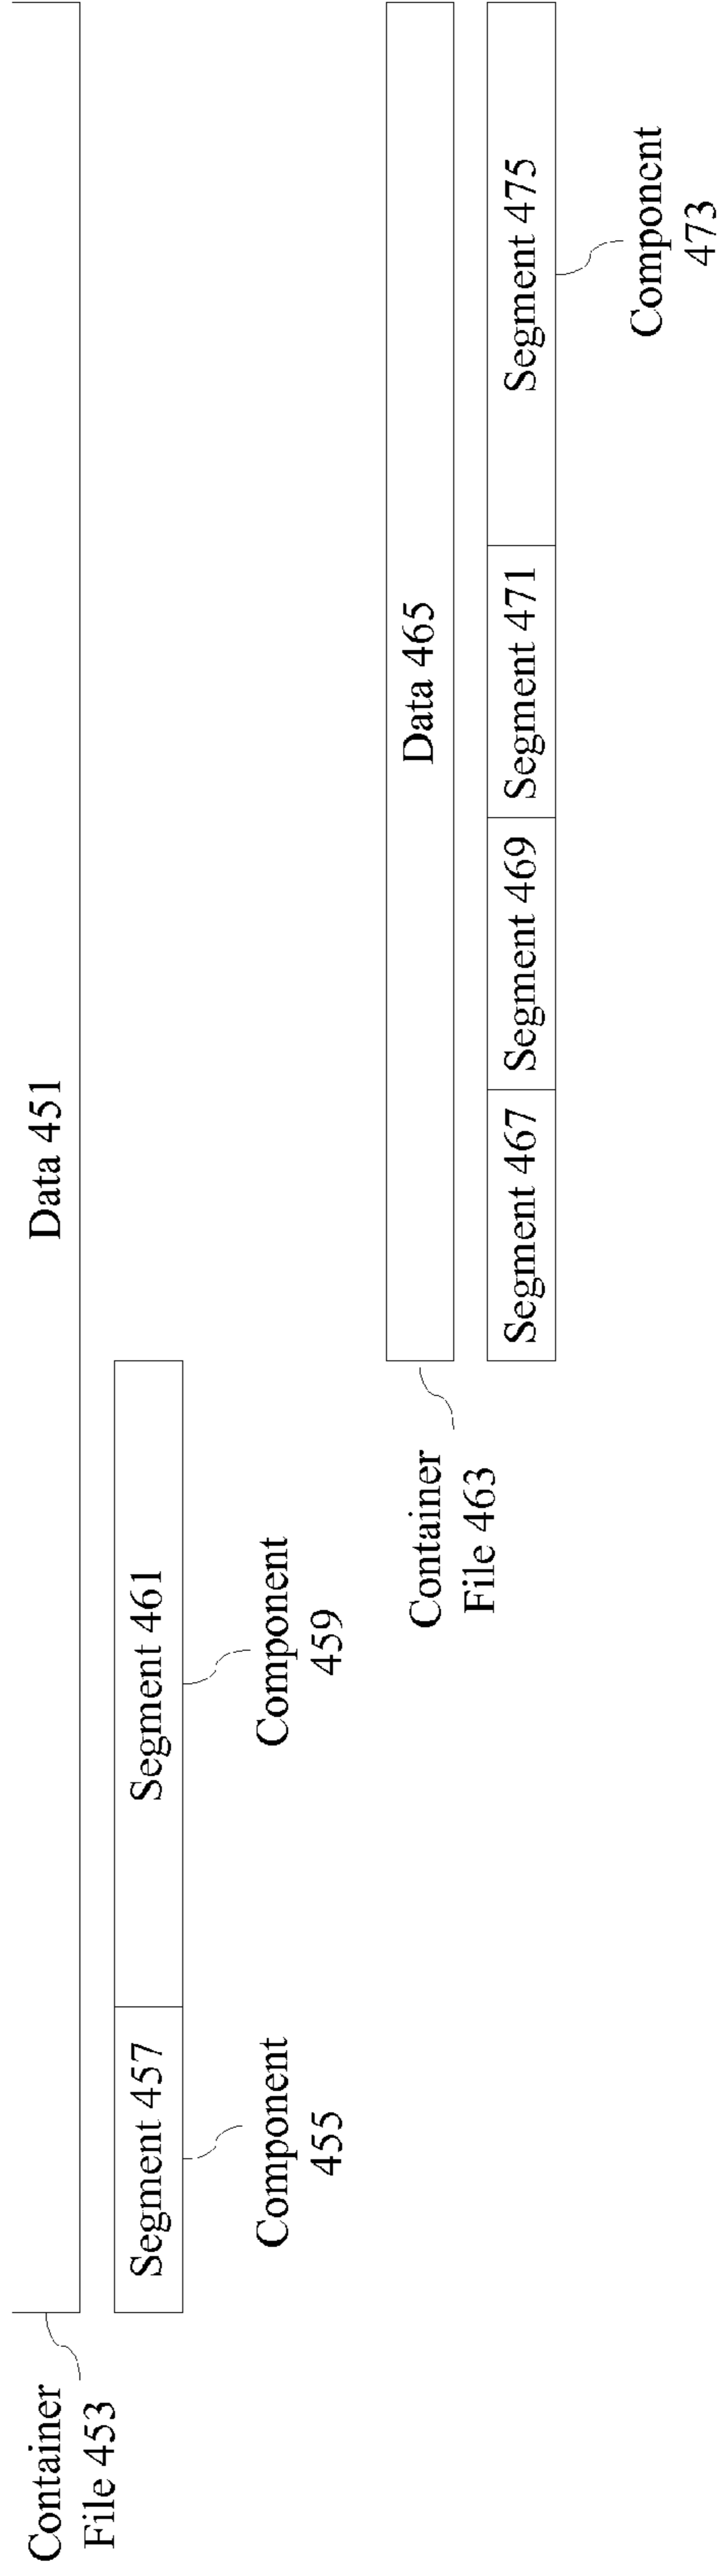 Data 451
Container
File 453
Segment 457
Segment 461
Component
455
Component
459
Data 465
Container
File 463
Segment 467
Segment 469
Segment 471
Segment 475
Component
473